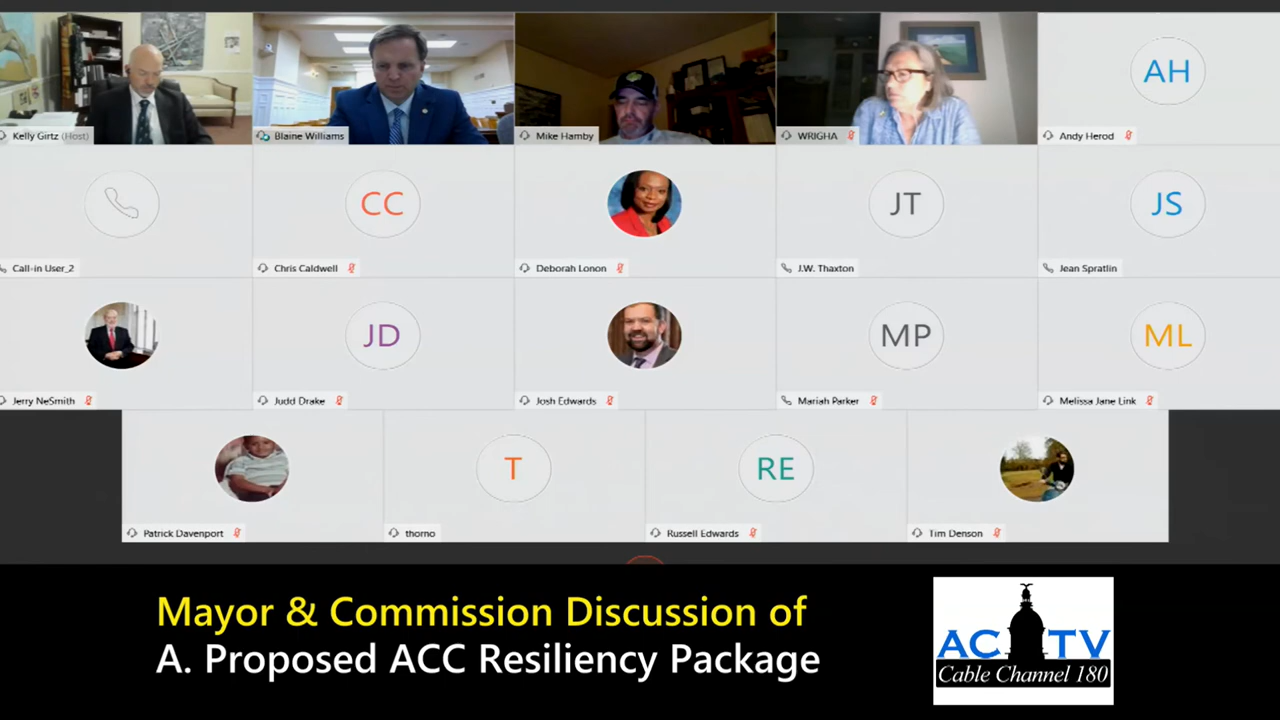 Kelly Girtz (Host)
Blaine Williams
Mike Hamby
WRIGHA
AH
Andy Herod
Call-in User_2
CC
Chris Caldwell
Deborah Lonon
JT
J.W. Thaxton
JS
Jean Spratlin
Jerry NeSmith
JD
Judd Drake
Josh Edwards
MP
Mariah Parker
ML
Melissa Jane Link
Patrick Davenport
T
thorno
RE
Russell Edwards
Tim Denson
Mayor & Commission Discussion of
A. Proposed ACC Resiliency Package
ACTV
Cable Channel 180